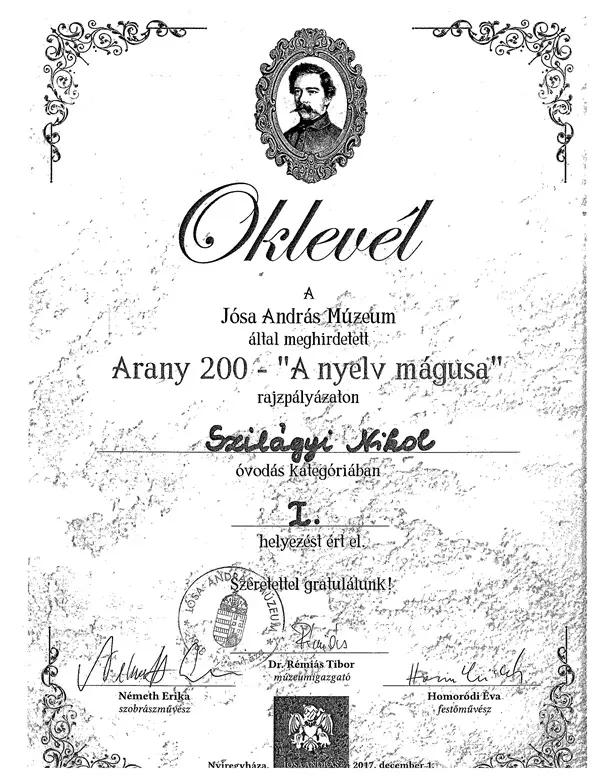 Oklevél
A
Jósa András Múzeum
által meghirdetett
Arany 200 - "A nyelv mágusa"
rajzpályázaton
Szilágyi Nikol
óvodás kategóriában
I.
helyezést ért el.
Szeretettel gratulálunk!
JÓSA ANDRÁS MÚZEUM
Németh Erika
szobrászművész
Dr. Rémiás Tibor
múzeumigazgató
Homoródi Éva
festőművész
Nyíregyháza, 2017. december 1.